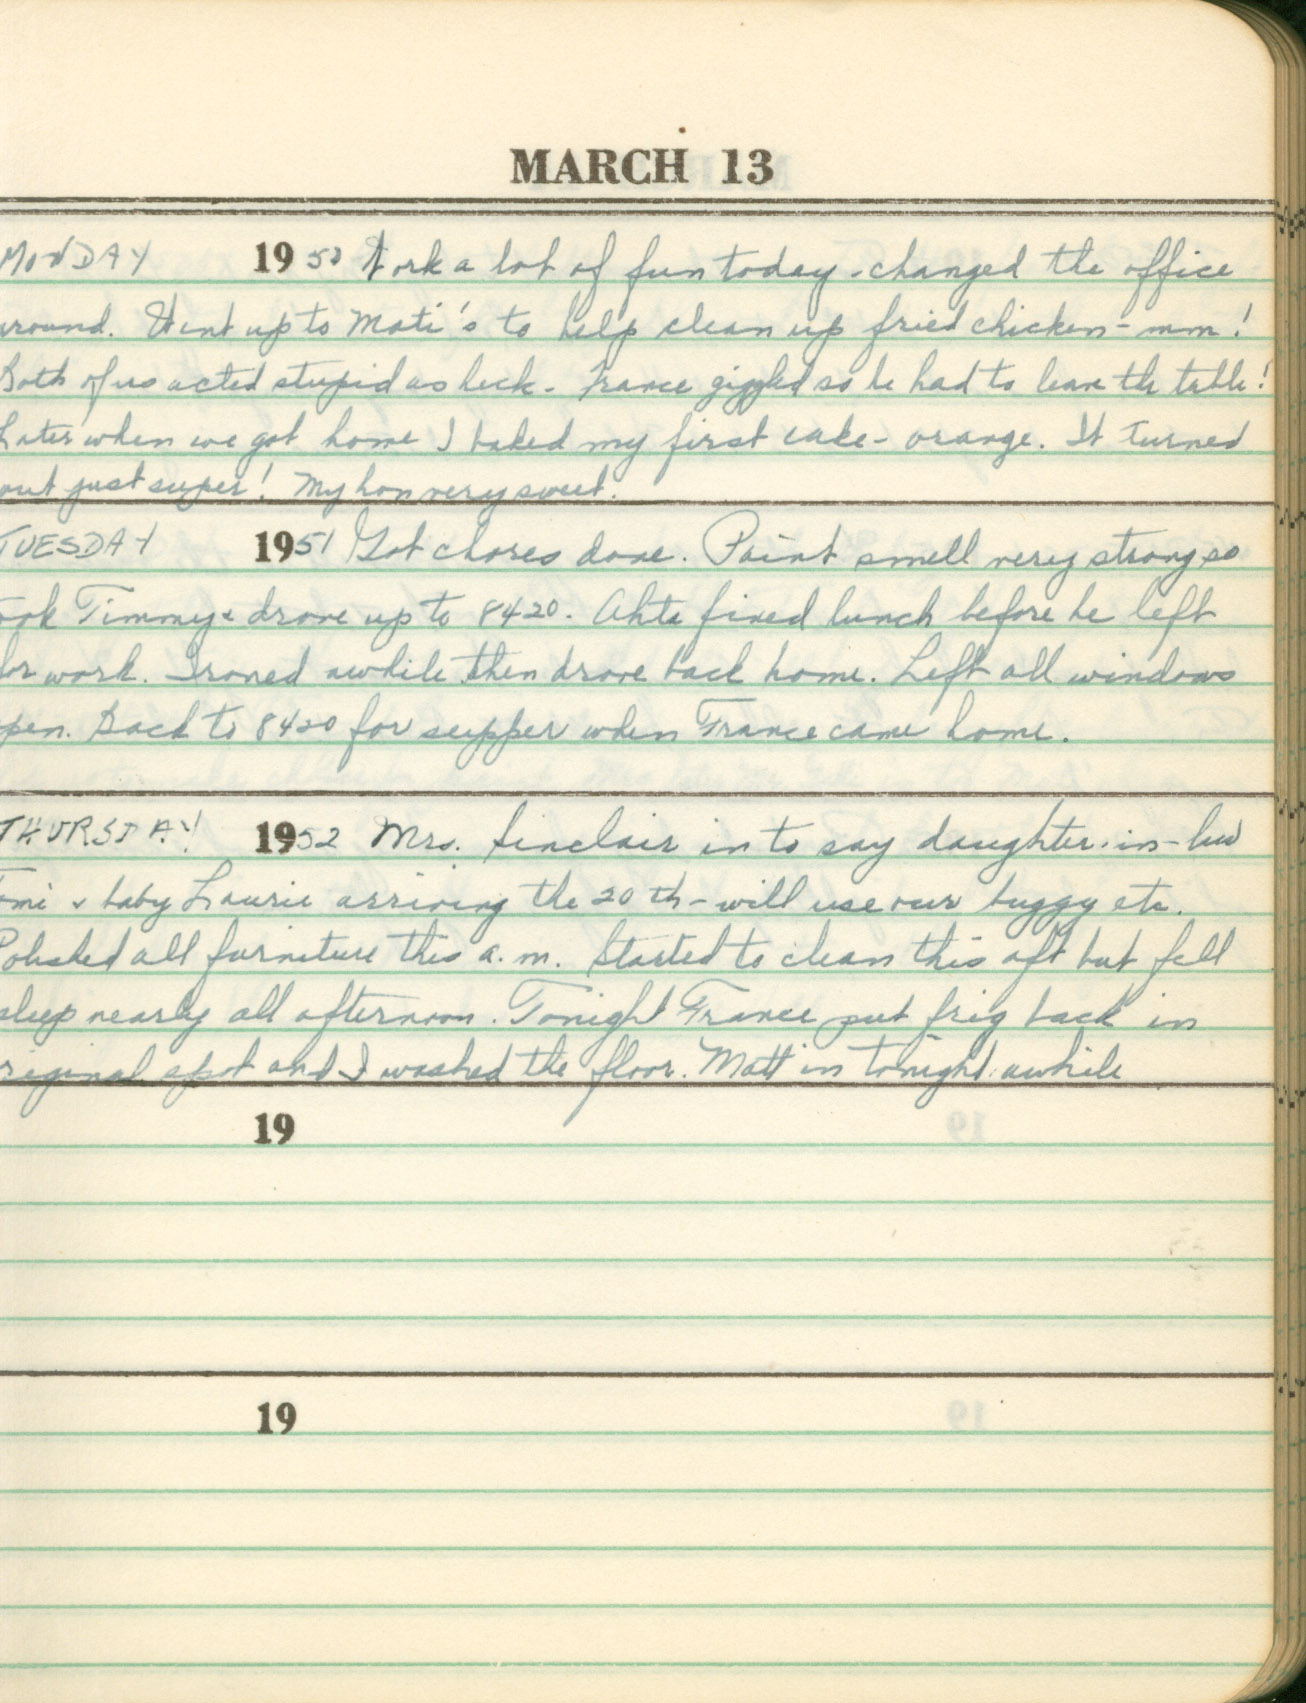 MARCH 13
MONDAY 1950 Work a lot of fun today - changed the office
around. Went up to Mati's to help clean up fried chicken - mm!
Both of us acted stupid as heck - France giggled so he had to leave the table!
Later when we got home I baked my first cake - orange. It turned
out just super! My hon very sweet.
TUESDAY 1951 Got chores done. Paint smell very strong so
ook Timmy & drove up to 8420. Ahta fixed lunch before he left
for work. Ironed awhile then drove back home. Left all windows
pen. Back to 8420 for supper when France came home.
THURSDAY 1952 Mrs. Sinclair in to say daughter-in-law
& baby Laurie arriving the 20th - will use our buggy etc.
Polished all furniture this a.m. Started to clean this aft but fell
sleep nearly all afternoon. Tonight France put frig back in
riginal spot and I washed the floor. Matt in tonight awhile
19
19